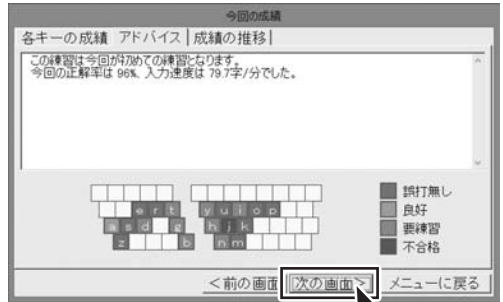 今回の成績
各キーの成績 アドバイス 成績の推移
この練習は今回が初めての練習となります。
今回の正解率は 96%、入力速度は 79.7字/分でした。
e r t y u i o p
a s d g h j k
z b n m
誤打無し
良好
要練習
不合格
<前の画面 次の画面> メニューに戻る